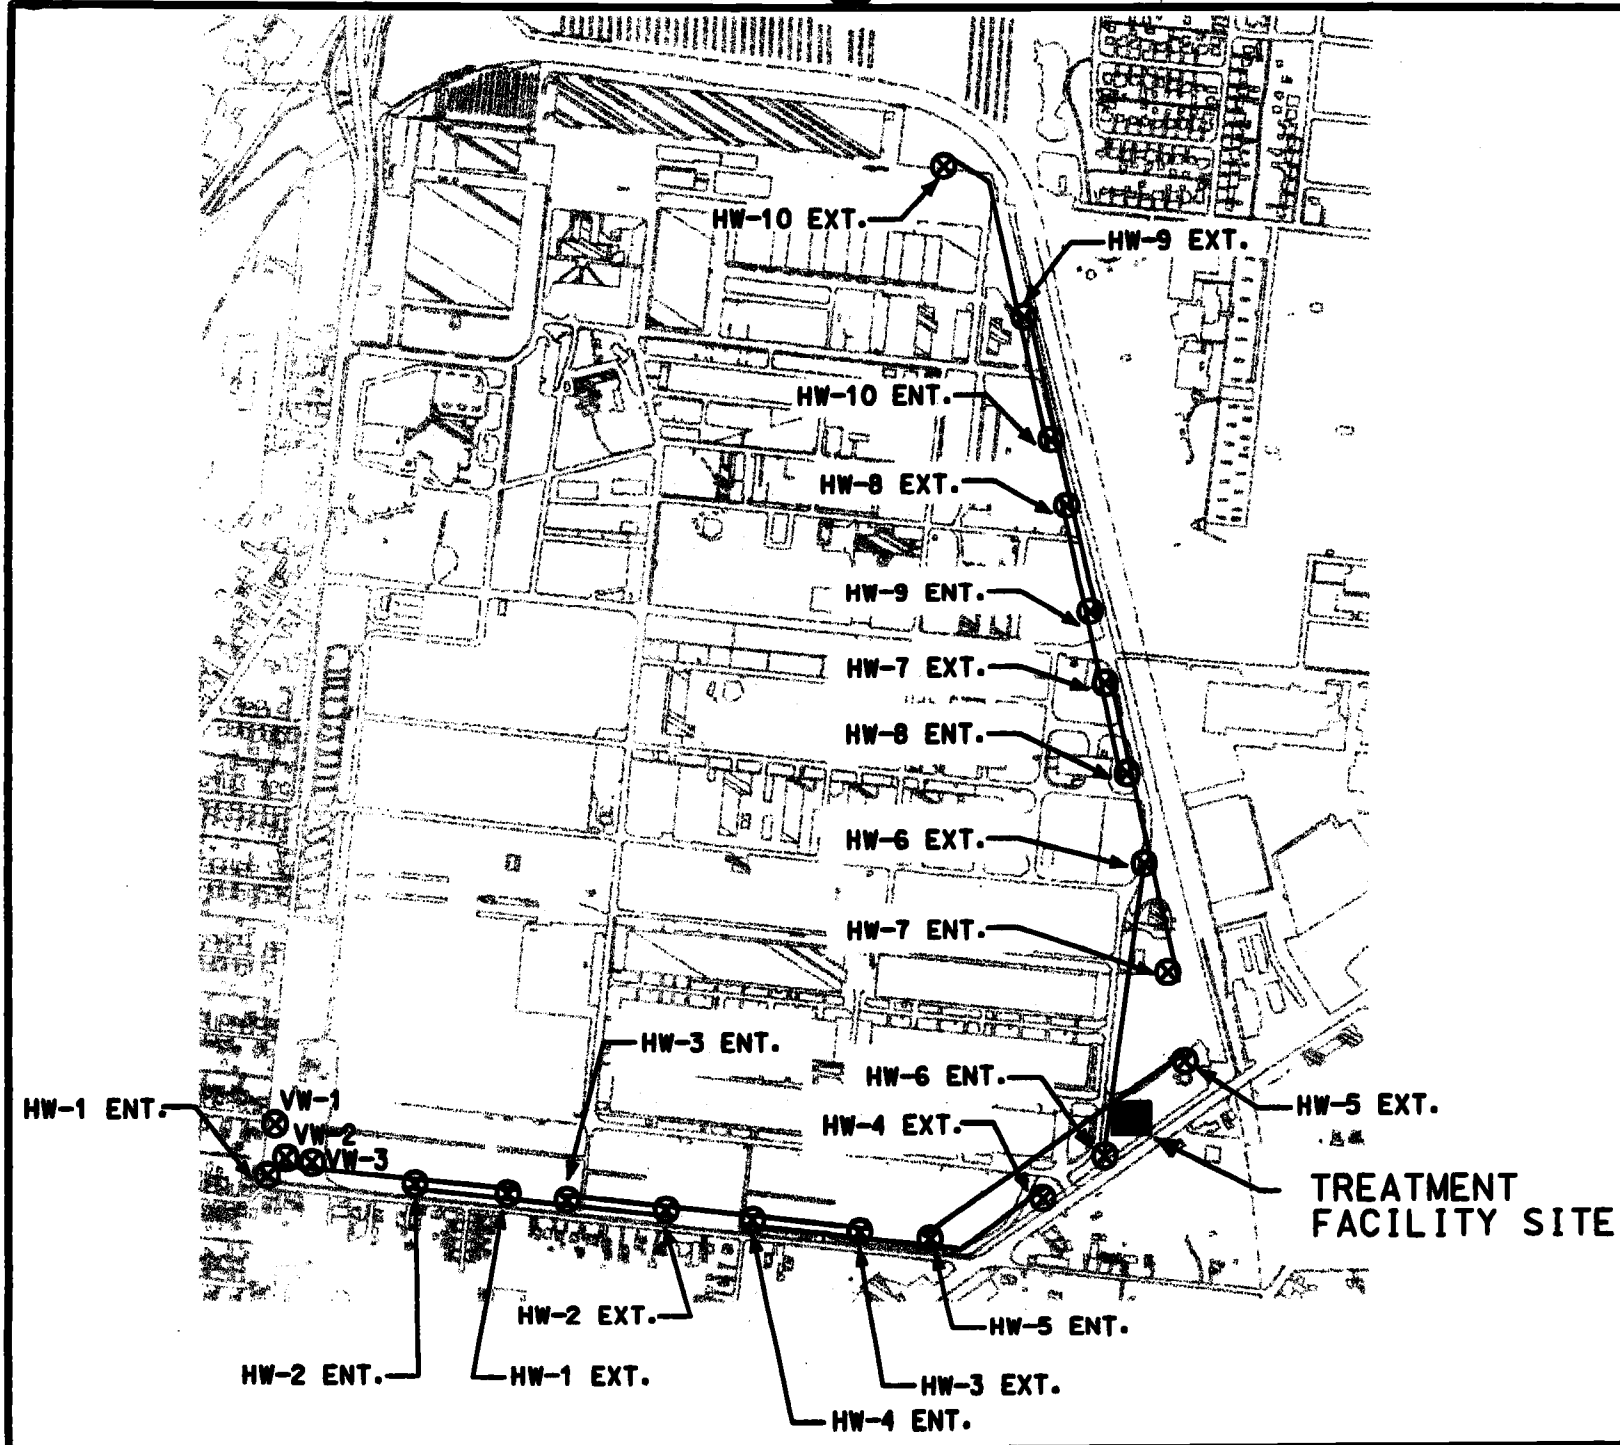 HW-10 EXT.
HW-9 EXT.
HW-10 ENT.
HW-8 EXT.
HW-9 ENT.
HW-7 EXT.
HW-8 ENT.
HW-6 EXT.
HW-7 ENT.
HW-3 ENT.
HW-6 ENT.
HW-5 EXT.
HW-1 ENT.
VW-1
HW-4 EXT.
VW-2
VW-3
TREATMENT
FACILITY SITE
HW-2 EXT.
HW-5 ENT.
HW-2 ENT.
HW-1 EXT.
HW-3 EXT.
HW-4 ENT.